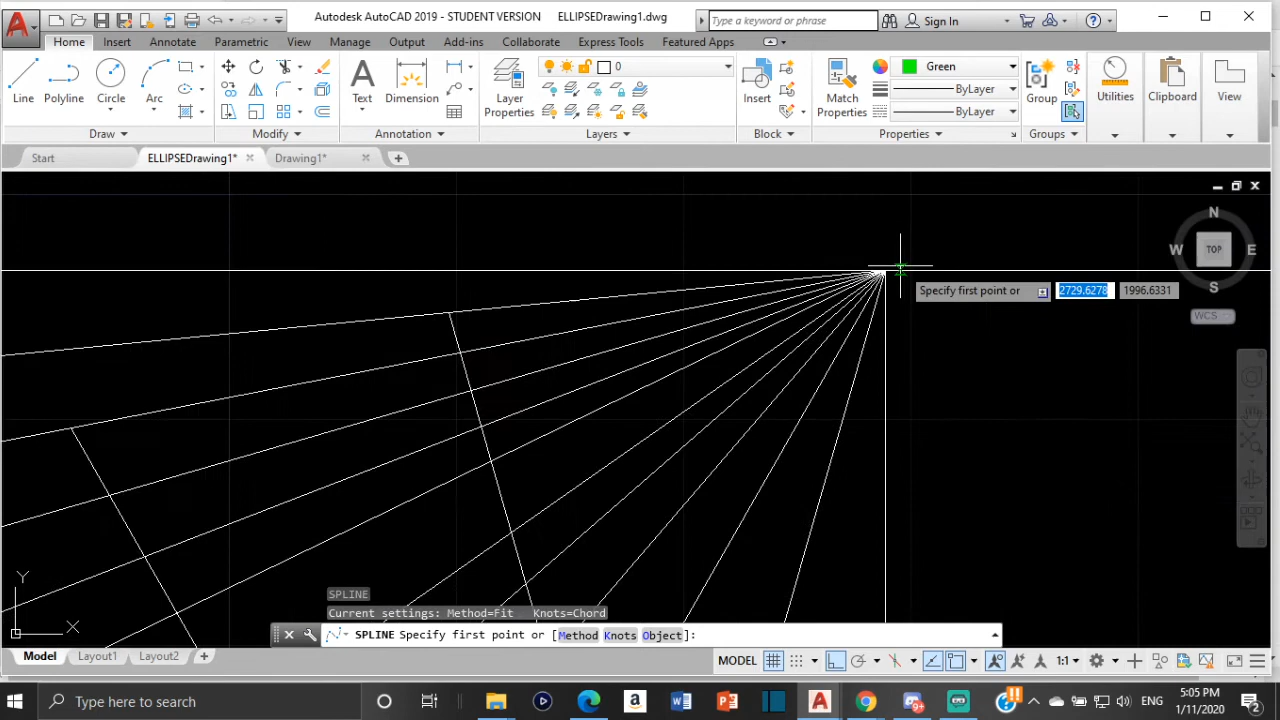 Autodesk AutoCAD 2019 - STUDENT VERSION ELLIPSEDrawing1.dwg
Type a keyword or phrase
Sign In
Home Insert Annotate Parametric View Manage Output Add-ins Collaborate Express Tools Featured Apps
0
Green
ByLayer
ByLayer
Line Polyline Circle Arc
Text Dimension
Layer Properties
Insert
Match Properties
Group
Utilities
Clipboard
View
Draw Modify Annotation Layers Block Properties Groups
Start ELLIPSEDrawing1* Drawing1*
N
W TOP E
S
WCS
Specify first point or 2729.6278 1996.6331
Y
X
SPLINE
Current settings: Method=Fit Knots=Chord
SPLINE Specify first point or [Method Knots Object]:
Model Layout1 Layout2
MODEL 1:1
Type here to search
ENG
5:05 PM
1/11/2020
2